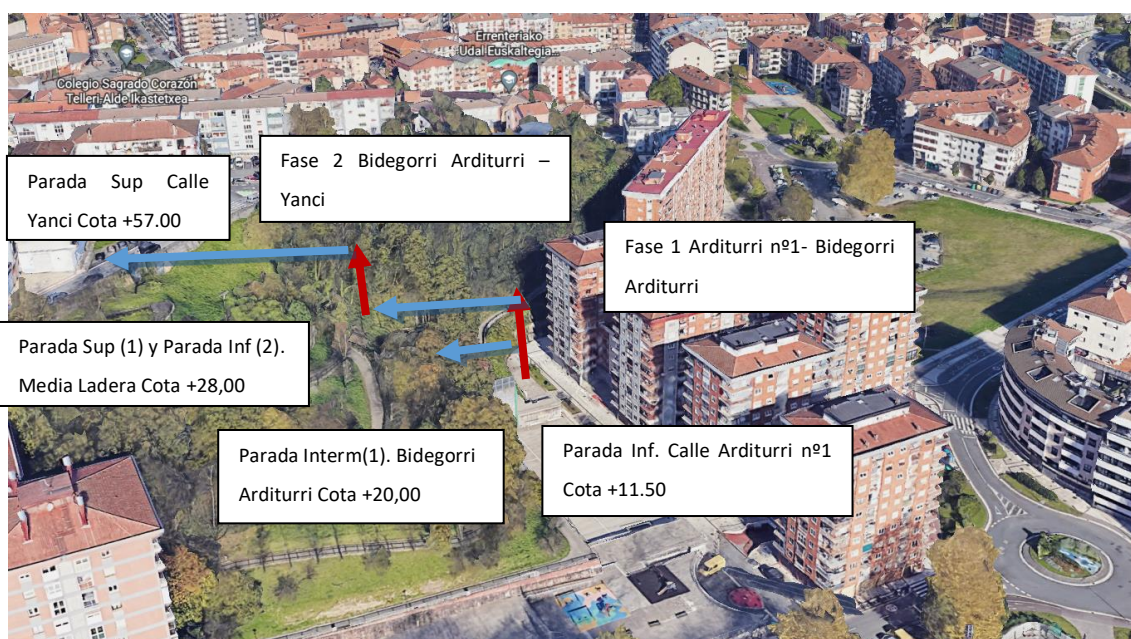 Errenteriako
Udal Euskaltegia
Colegio Sagrado Corazón
Telleri-Alde Ikastetxea
Parada Sup Calle
Yanci Cota +57.00
Fase 2 Bidegorri Arditurri –
Yanci
Fase 1 Arditurri nº1- Bidegorri
Arditurri
Parada Sup (1) y Parada Inf (2).
Media Ladera Cota +28,00
Parada Interm(1). Bidegorri
Arditurri Cota +20,00
Parada Inf. Calle Arditurri nº1
Cota +11.50